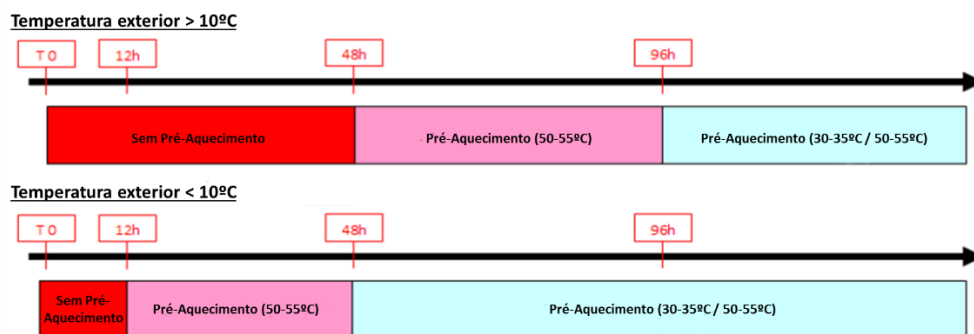 Temperatura exterior > 10ºC
T 0 12h 48h 96h
Sem Pré-Aquecimento Pré-Aquecimento (50-55ºC) Pré-Aquecimento (30-35ºC / 50-55ºC)
Temperatura exterior < 10ºC
T 0 12h 48h 96h
Sem Pré-
Aquecimento
Pré-Aquecimento (50-55ºC) Pré-Aquecimento (30-35ºC / 50-55ºC)